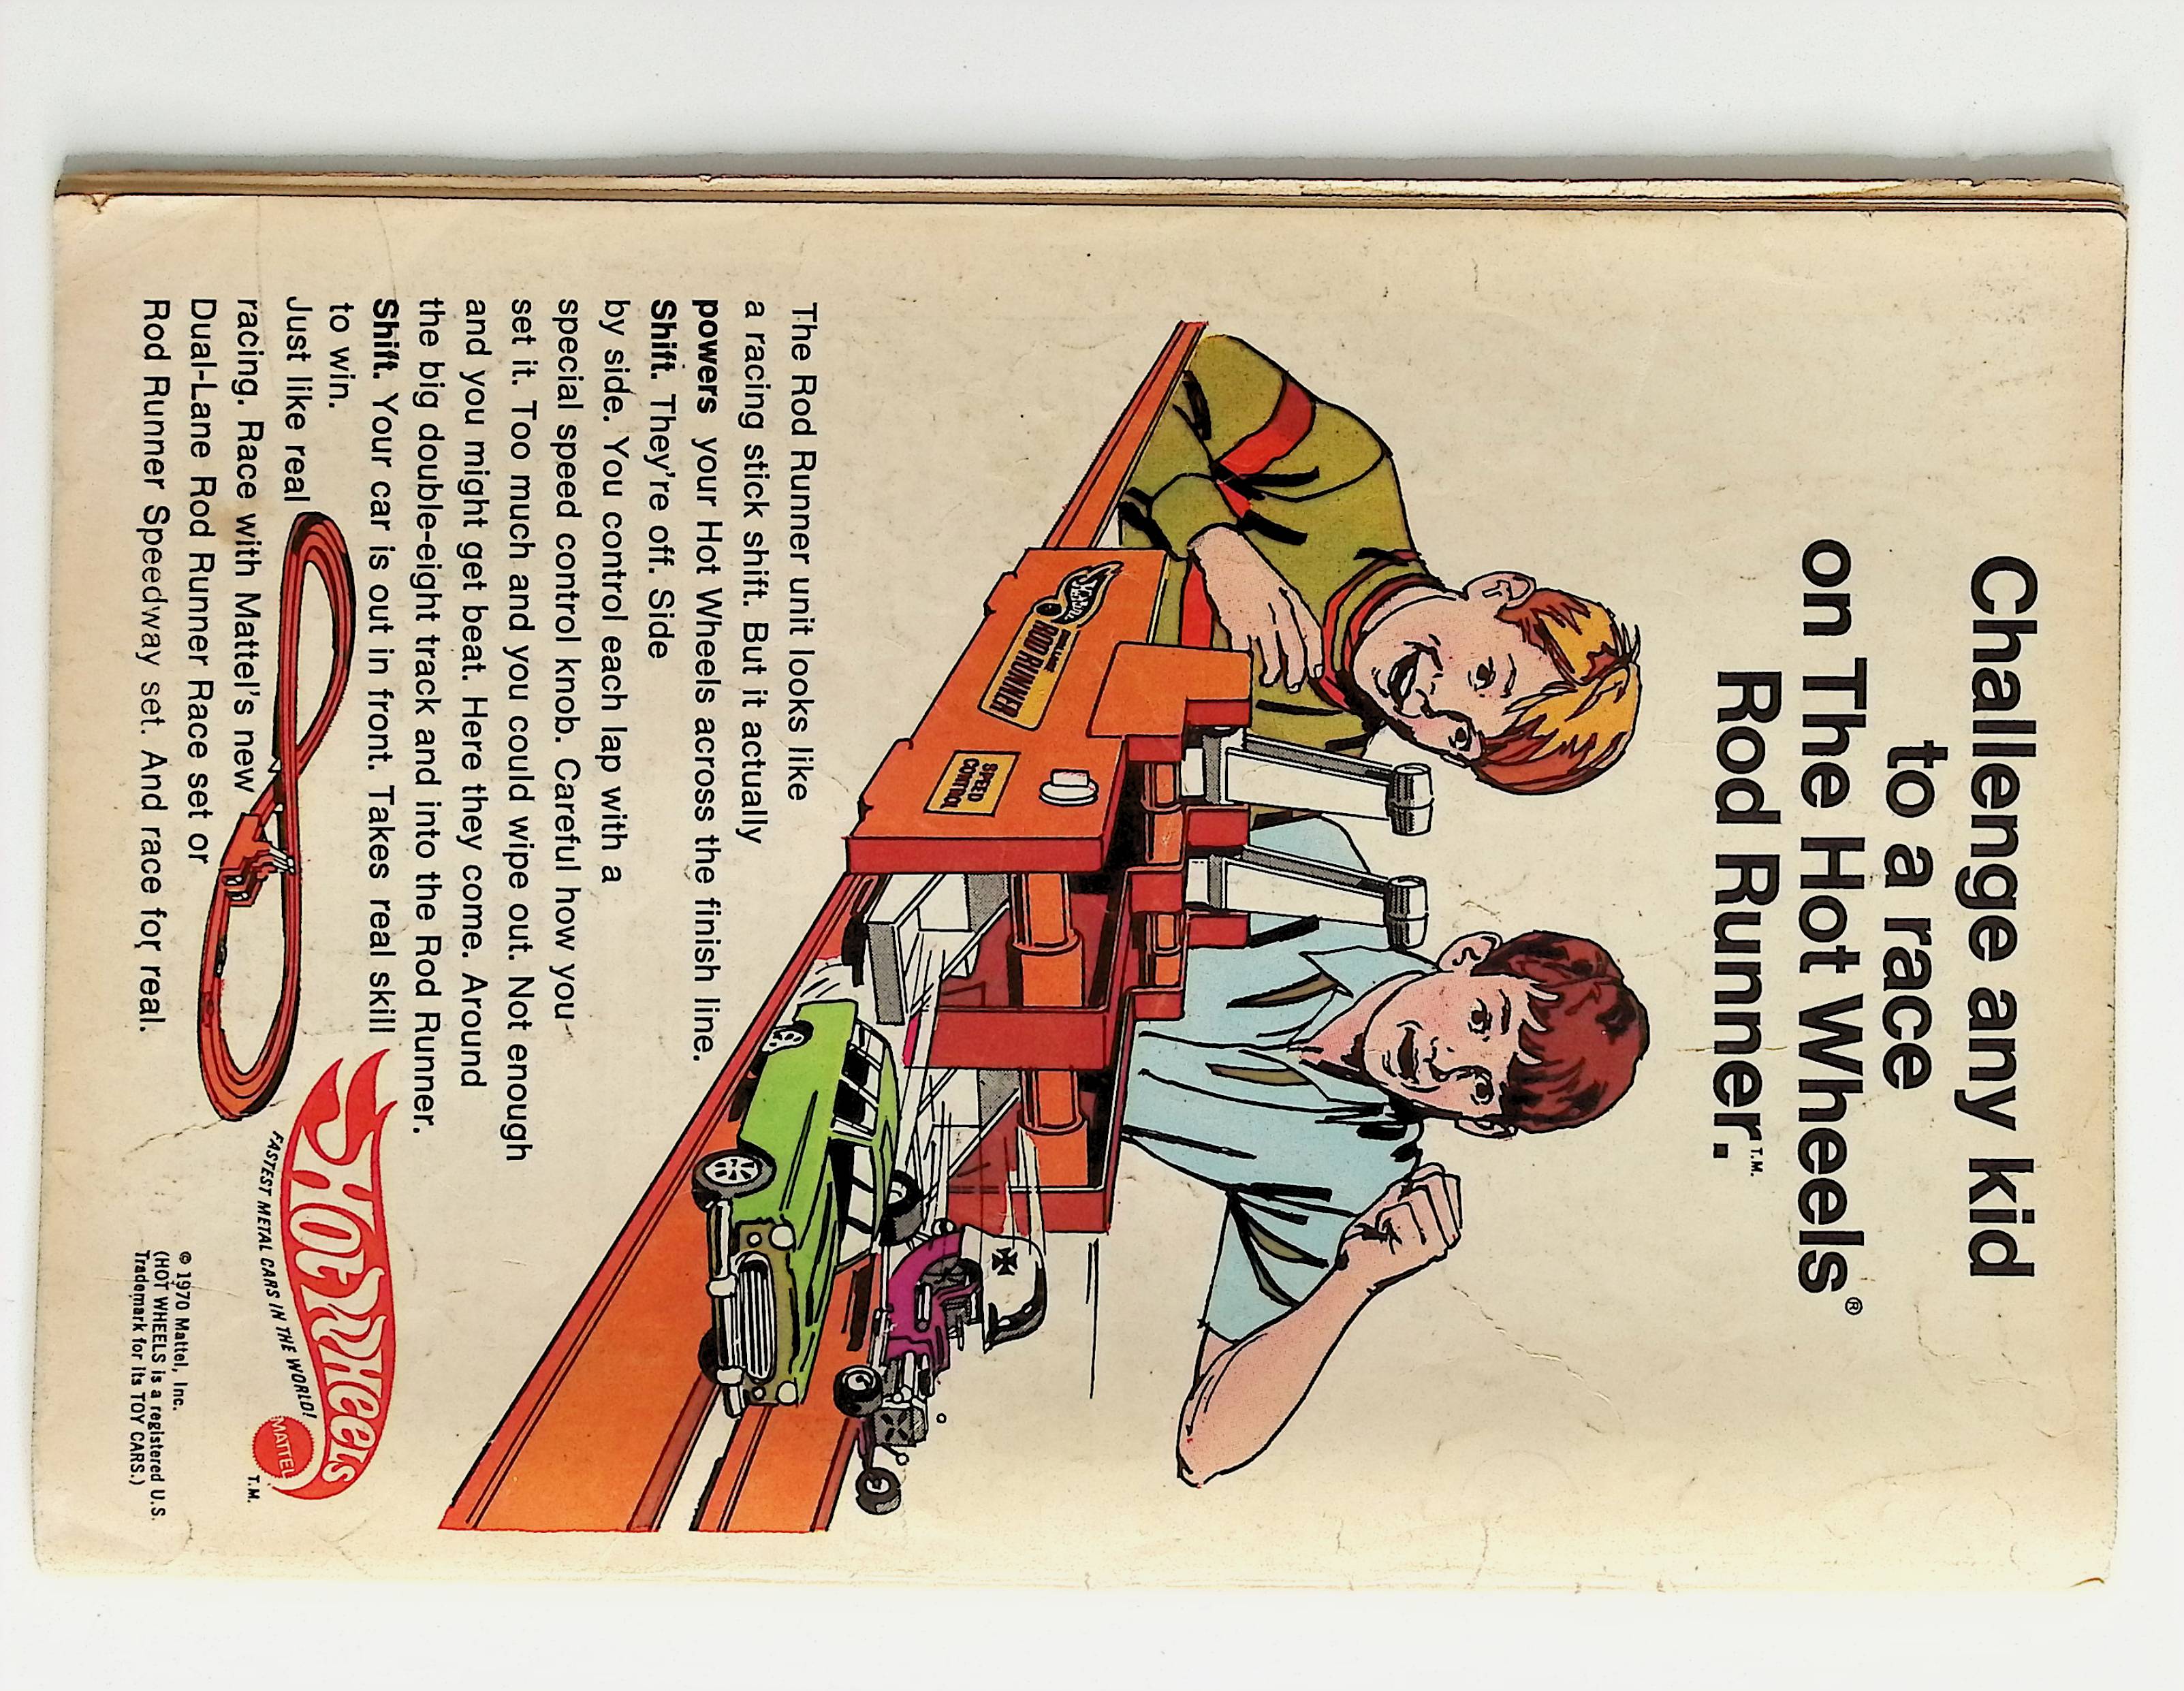 Challenge any kid
to a race
on The Hot Wheels®
Rod Runner.T.M.
HOT WHEELS
ROD RUNNER
SPEED
CONTROL
The Rod Runner unit looks like
a racing stick shift. But it actually
powers your Hot Wheels across the finish line.
Shift. They're off. Side
by side. You control each lap with a
special speed control knob. Careful how you
set it. Too much and you could wipe out. Not enough
and you might get beat. Here they come. Around
the big double-eight track and into the Rod Runner.
Shift. Your car is out in front. Takes real skill
to win.
Just like real
racing. Race with Mattel's new
Dual-Lane Rod Runner Race set or
Rod Runner Speedway set. And race for real.
HOT WHEELS
FASTEST METAL CARS IN THE WORLD!
MATTEL
T.M.
© 1970 Mattel, Inc.
(HOT WHEELS is a registered U.S.
Trademark for its TOY CARS.)